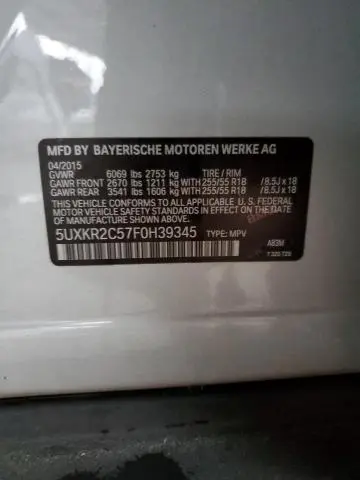 MFD BY BAYERISCHE MOTOREN WERKE AG
04/2015
GVWR 6069 lbs 2753 kg TIRE / RIM
GAWR FRONT 2670 lbs 1211 kg WITH 255/55 R18 / 8.5J x 18
GAWR REAR 3541 lbs 1606 kg WITH 255/55 R18 / 8.5J x 18
THIS VEHICLE CONFORMS TO ALL APPLICABLE U. S. FEDERAL
MOTOR VEHICLE SAFETY STANDARDS IN EFFECT ON THE DATE
OF MANUFACTURE SHOWN ABOVE.
5UXKR2C57F0H39345 TYPE: MPV
A83M
7 320 729